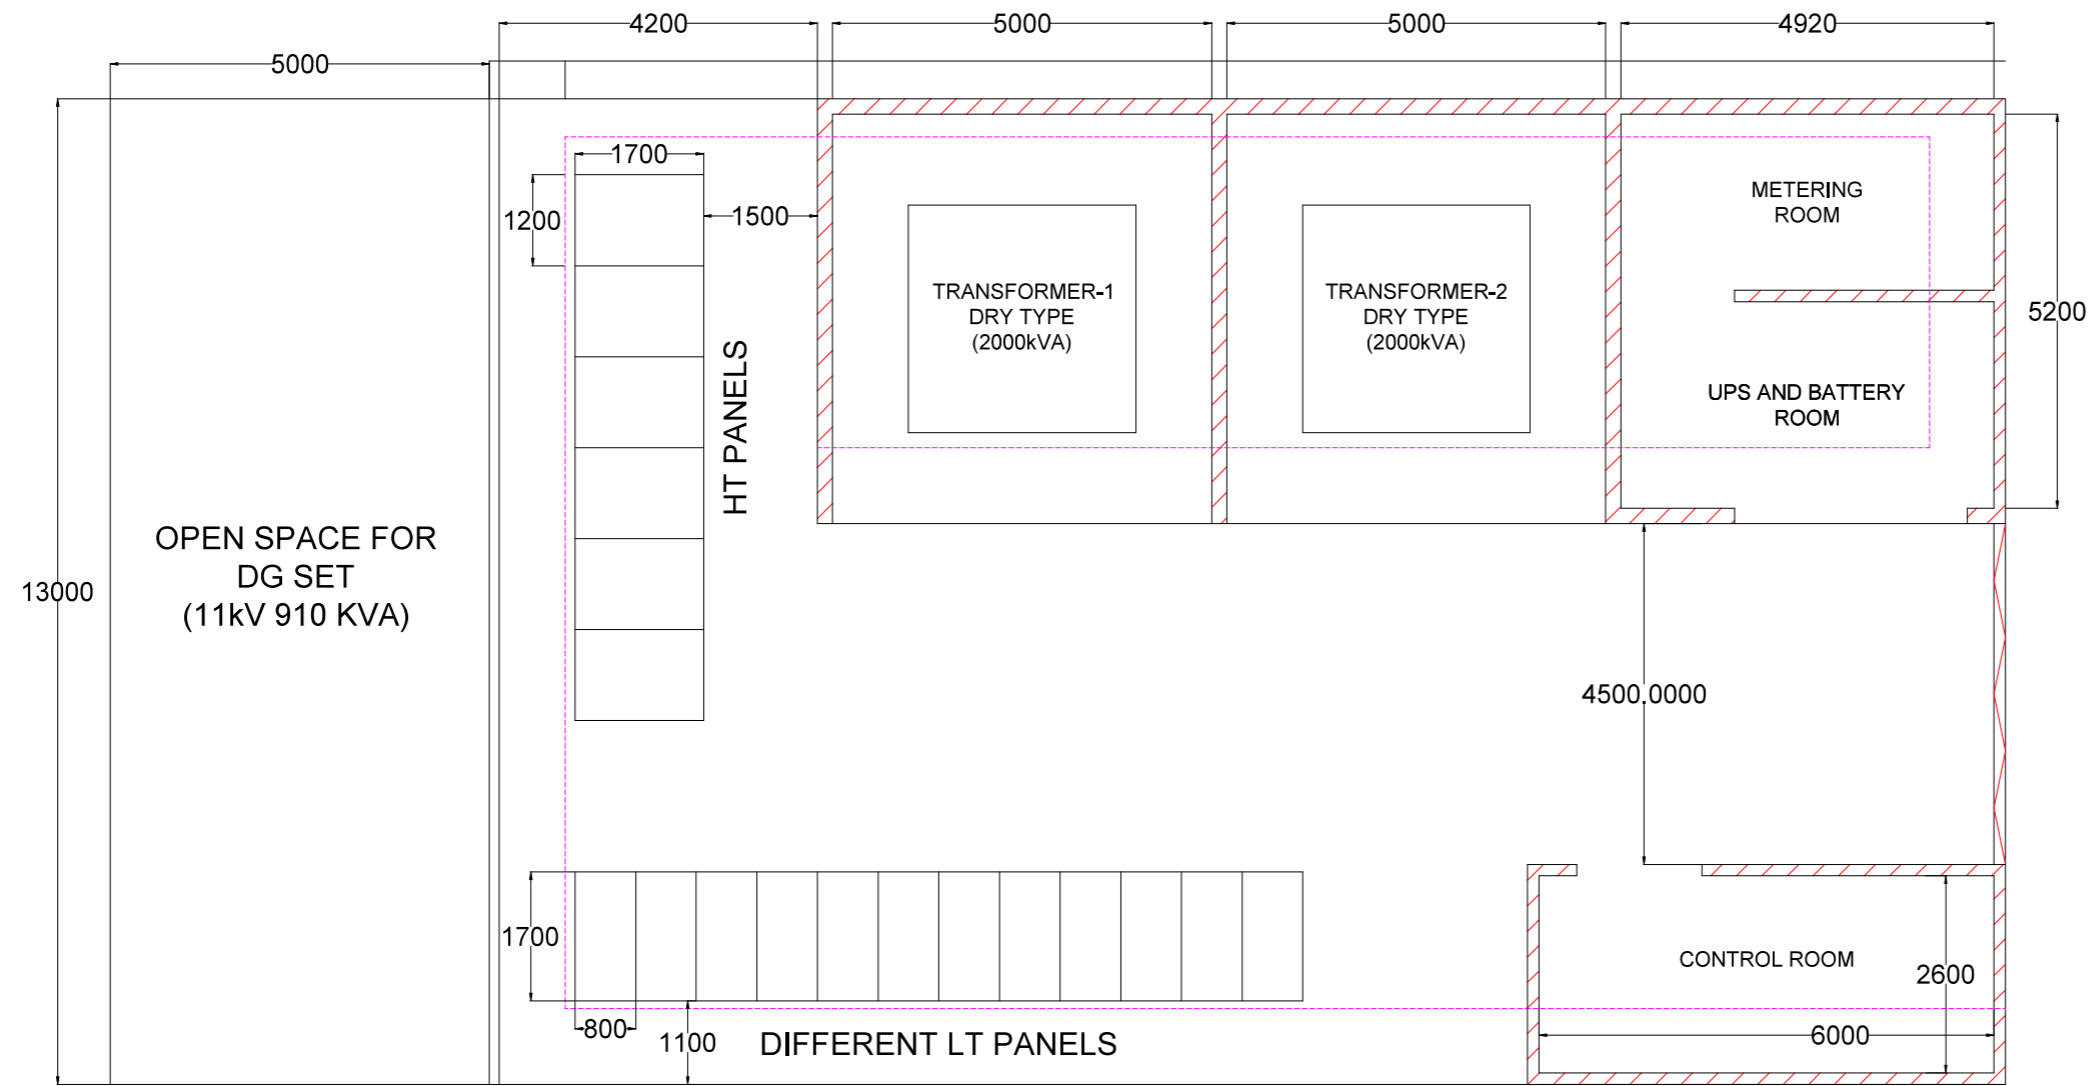 4200
5000
5000
4920
5000
1700
1200
1500
METERING
ROOM
TRANSFORMER-1
DRY TYPE
(2000kVA)
TRANSFORMER-2
DRY TYPE
(2000kVA)
5200
HT PANELS
UPS AND BATTERY
ROOM
OPEN SPACE FOR
DG SET
(11kV 910 KVA)
13000
4500.0000
1700
CONTROL ROOM
2600
800
1100
DIFFERENT LT PANELS
6000